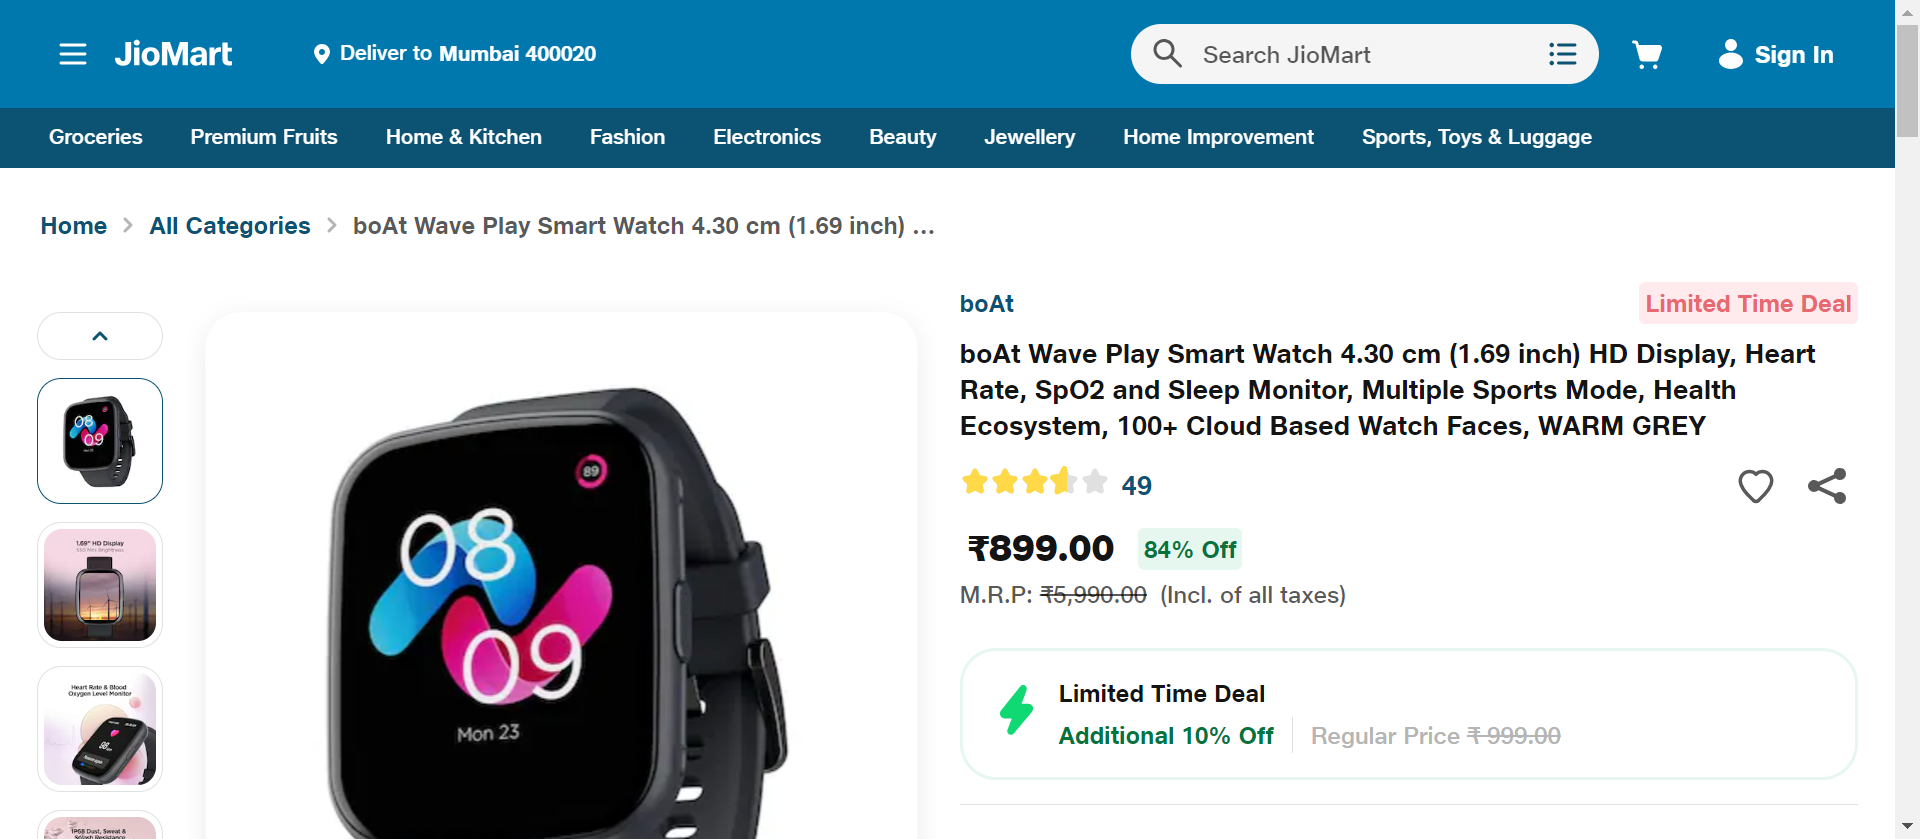 JioMart
Deliver to Mumbai 400020
Search JioMart
Sign In
Groceries
Premium Fruits
Home & Kitchen
Fashion
Electronics
Beauty
Jewellery
Home Improvement
Sports, Toys & Luggage
Home
All Categories
boAt Wave Play Smart Watch 4.30 cm (1.69 inch) ...
08
09
1.69" HD Display
Heart Rate & Blood
Oxygen Level Monitor
IP68 Dust, Sweat &
Splash Resistance
89
08
09
Mon 23
boAt
Limited Time Deal
boAt Wave Play Smart Watch 4.30 cm (1.69 inch) HD Display, Heart
Rate, SpO2 and Sleep Monitor, Multiple Sports Mode, Health
Ecosystem, 100+ Cloud Based Watch Faces, WARM GREY
49
₹899.00
84% Off
M.R.P: ₹5,990.00 (Incl. of all taxes)
Limited Time Deal
Additional 10% Off
Regular Price ₹ 999.00